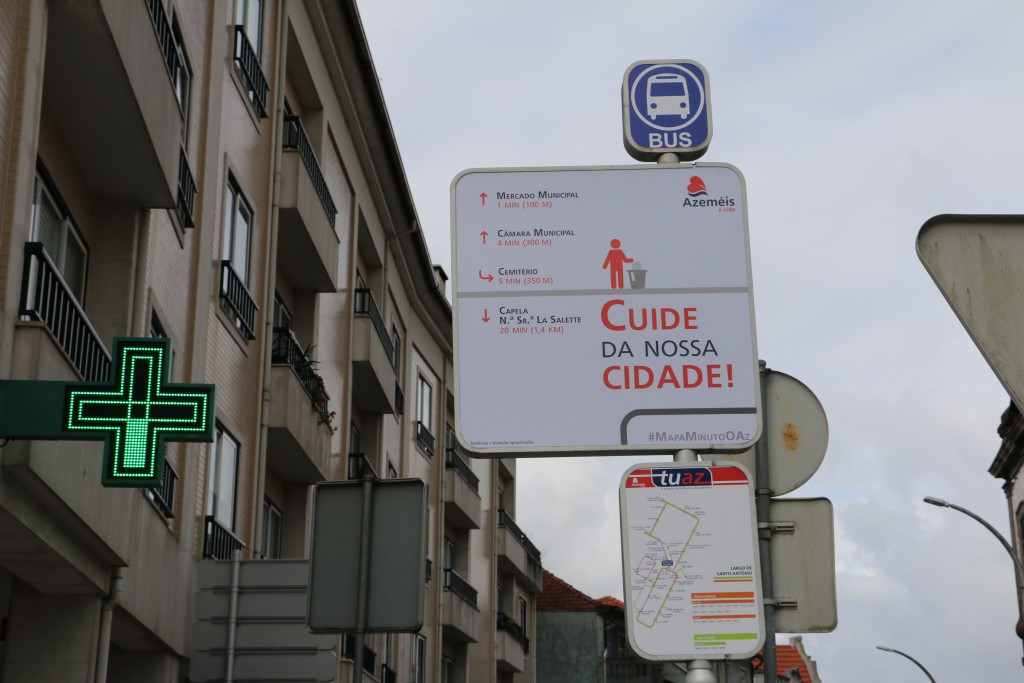 BUS
Azeméis
é vida
MERCADO MUNICIPAL
1 MIN (100 M)
CÂMARA MUNICIPAL
4 MIN (300 M)
CEMITÉRIO
5 MIN (350 M)
CAPELA
N.ª SR.ª LA SALETTE
20 MIN (1,4 KM)
CUIDE
DA NOSSA
CIDADE!
#MAPAMINUTOOAZ
tuaz
LARGO DE
SANTO ANTÓNIO